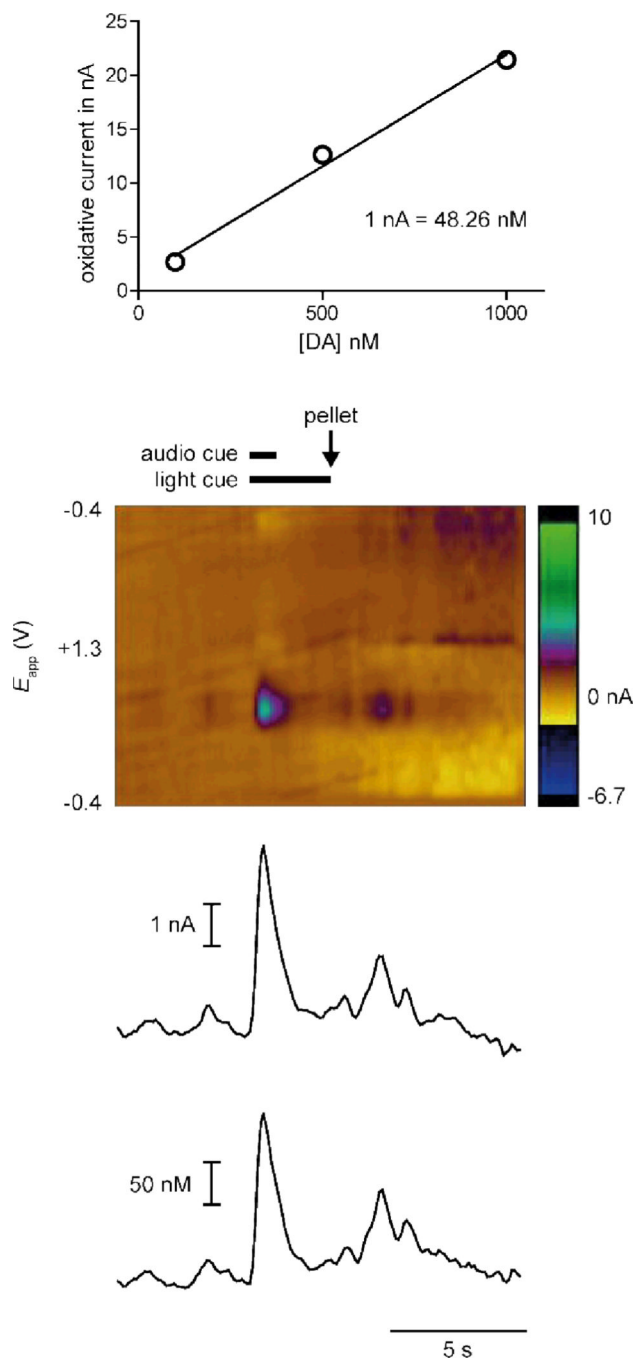 25
20
15
10
5
0
oxidative current in nA
1 nA = 48.26 nM
0
500
1000
[DA] nM
pellet
audio cue
light cue
-0.4
+1.3
-0.4
E app (V)
10
0 nA
-6.7
1 nA
50 nM
5 s